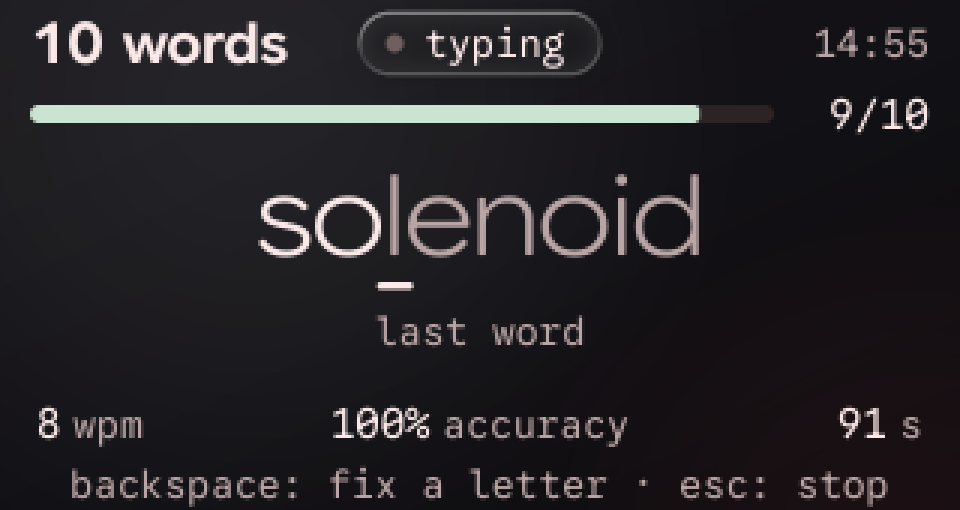 10 words typing 14:55
9/10
solenoid
last word
8 wpm 100% accuracy 91 s
backspace: fix a letter · esc: stop